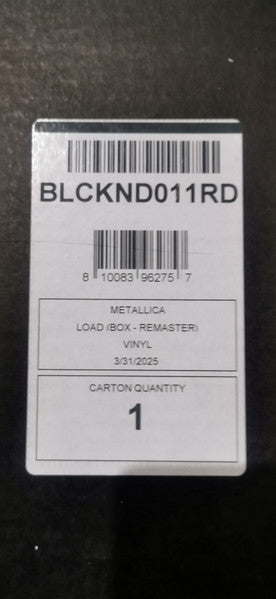 BLCKND011RD
8 10083 96275 7
METALLICA
LOAD (BOX - REMASTER)
VINYL
3/31/2025
CARTON QUANTITY
1